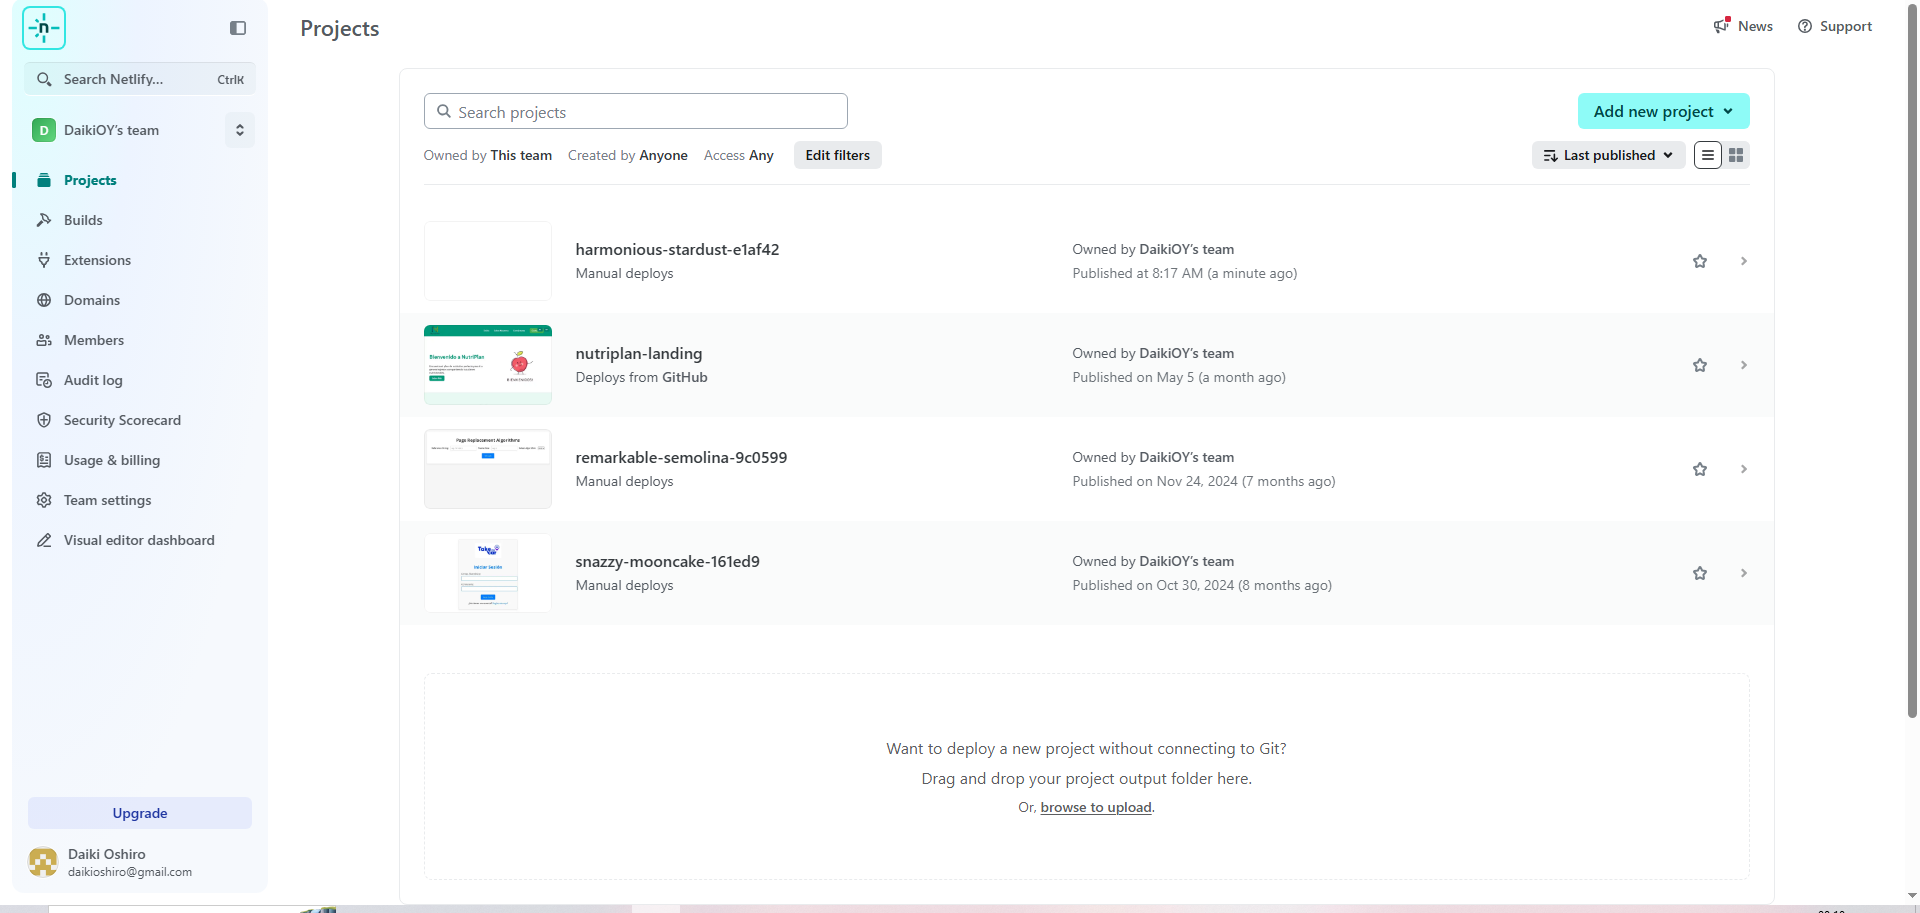 n
Search Netlify...
CtrlK
D
DaikiOY's team
Projects
Builds
Extensions
Domains
Members
Audit log
Security Scorecard
Usage & billing
Team settings
Visual editor dashboard
Upgrade
Daiki Oshiro
daikioshiro@gmail.com
Projects
News
Support
Search projects
Add new project
Owned by This team
Created by Anyone
Access Any
Edit filters
Last published
harmonious-stardust-e1af42
Manual deploys
Owned by DaikiOY's team
Published at 8:17 AM (a minute ago)
Bienvenido a NutriPlan
nutriplan-landing
Deploys from GitHub
Owned by DaikiOY's team
Published on May 5 (a month ago)
Page Replacement Algorithms
remarkable-semolina-9c0599
Manual deploys
Owned by DaikiOY's team
Published on Nov 24, 2024 (7 months ago)
Iniciar Sesión
snazzy-mooncake-161ed9
Manual deploys
Owned by DaikiOY's team
Published on Oct 30, 2024 (8 months ago)
Want to deploy a new project without connecting to Git?
Drag and drop your project output folder here.
Or, browse to upload.